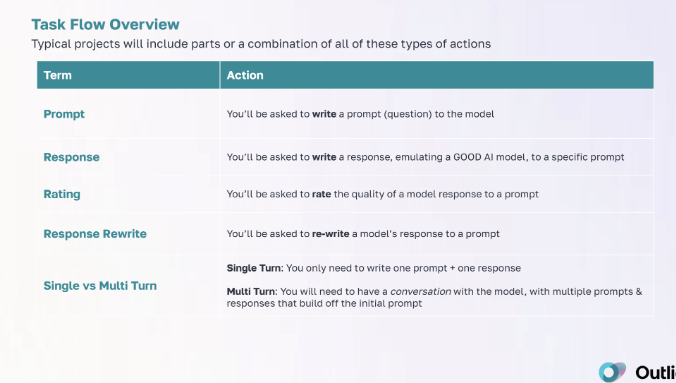 Task Flow Overview
Typical projects will include parts or a combination of all of these types of actions
Term
Action
Prompt
You'll be asked to write a prompt (question) to the model
Response
You'll be asked to write a response, emulating a GOOD AI model, to a specific prompt
Rating
You'll be asked to rate the quality of a model response to a prompt
Response Rewrite
You'll be asked to re-write a model's response to a prompt
Single vs Multi Turn
Single Turn: You only need to write one prompt + one response
Multi Turn: You will need to have a conversation with the model, with multiple prompts &
responses that build off the initial prompt
Outli